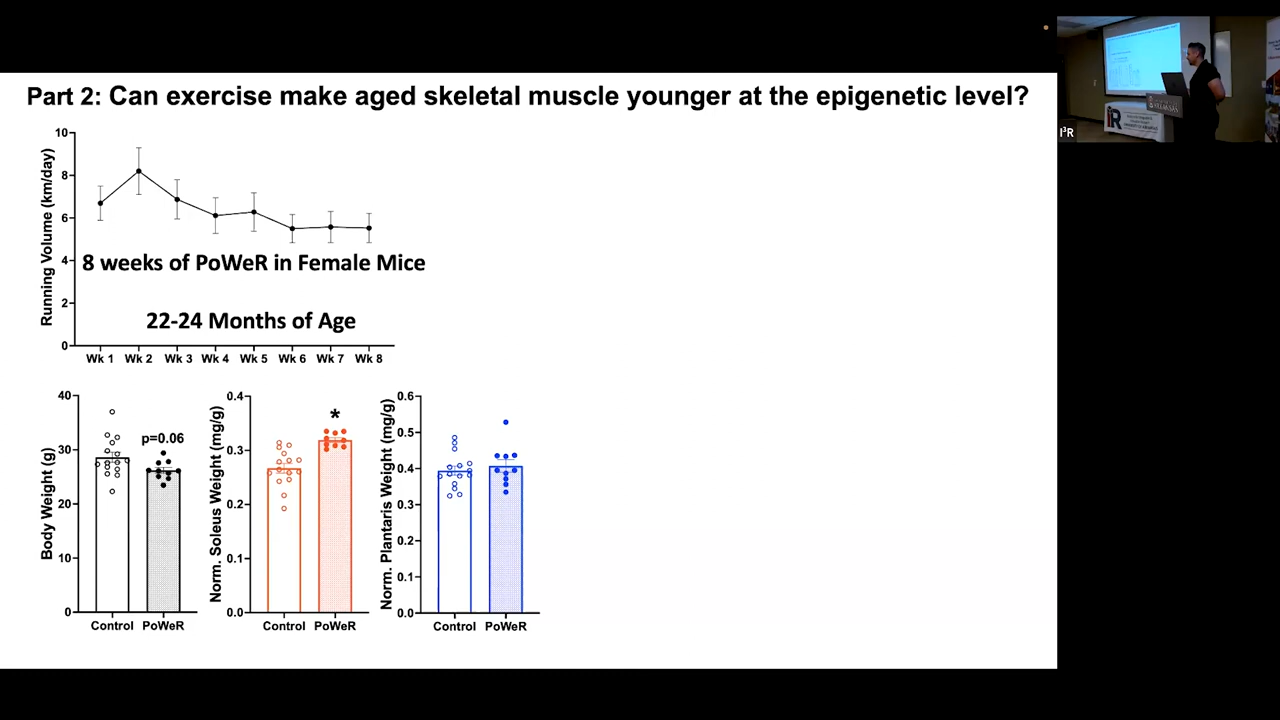 Part 2: Can exercise make aged skeletal muscle younger at the epigenetic level?
Running Volume (km/day)
10
8
6
4
2
0
8 weeks of PoWeR in Female Mice
22-24 Months of Age
Wk 1 Wk 2 Wk 3 Wk 4 Wk 5 Wk 6 Wk 7 Wk 8
Body Weight (g)
40
30
20
10
0
p=0.06
Control PoWeR
Norm. Soleus Weight (mg/g)
0.4
0.3
0.2
0.1
0.0
*
Control PoWeR
Norm. Plantaris Weight (mg/g)
0.6
0.5
0.4
0.3
0.2
0.1
0.0
Control PoWeR
I³R